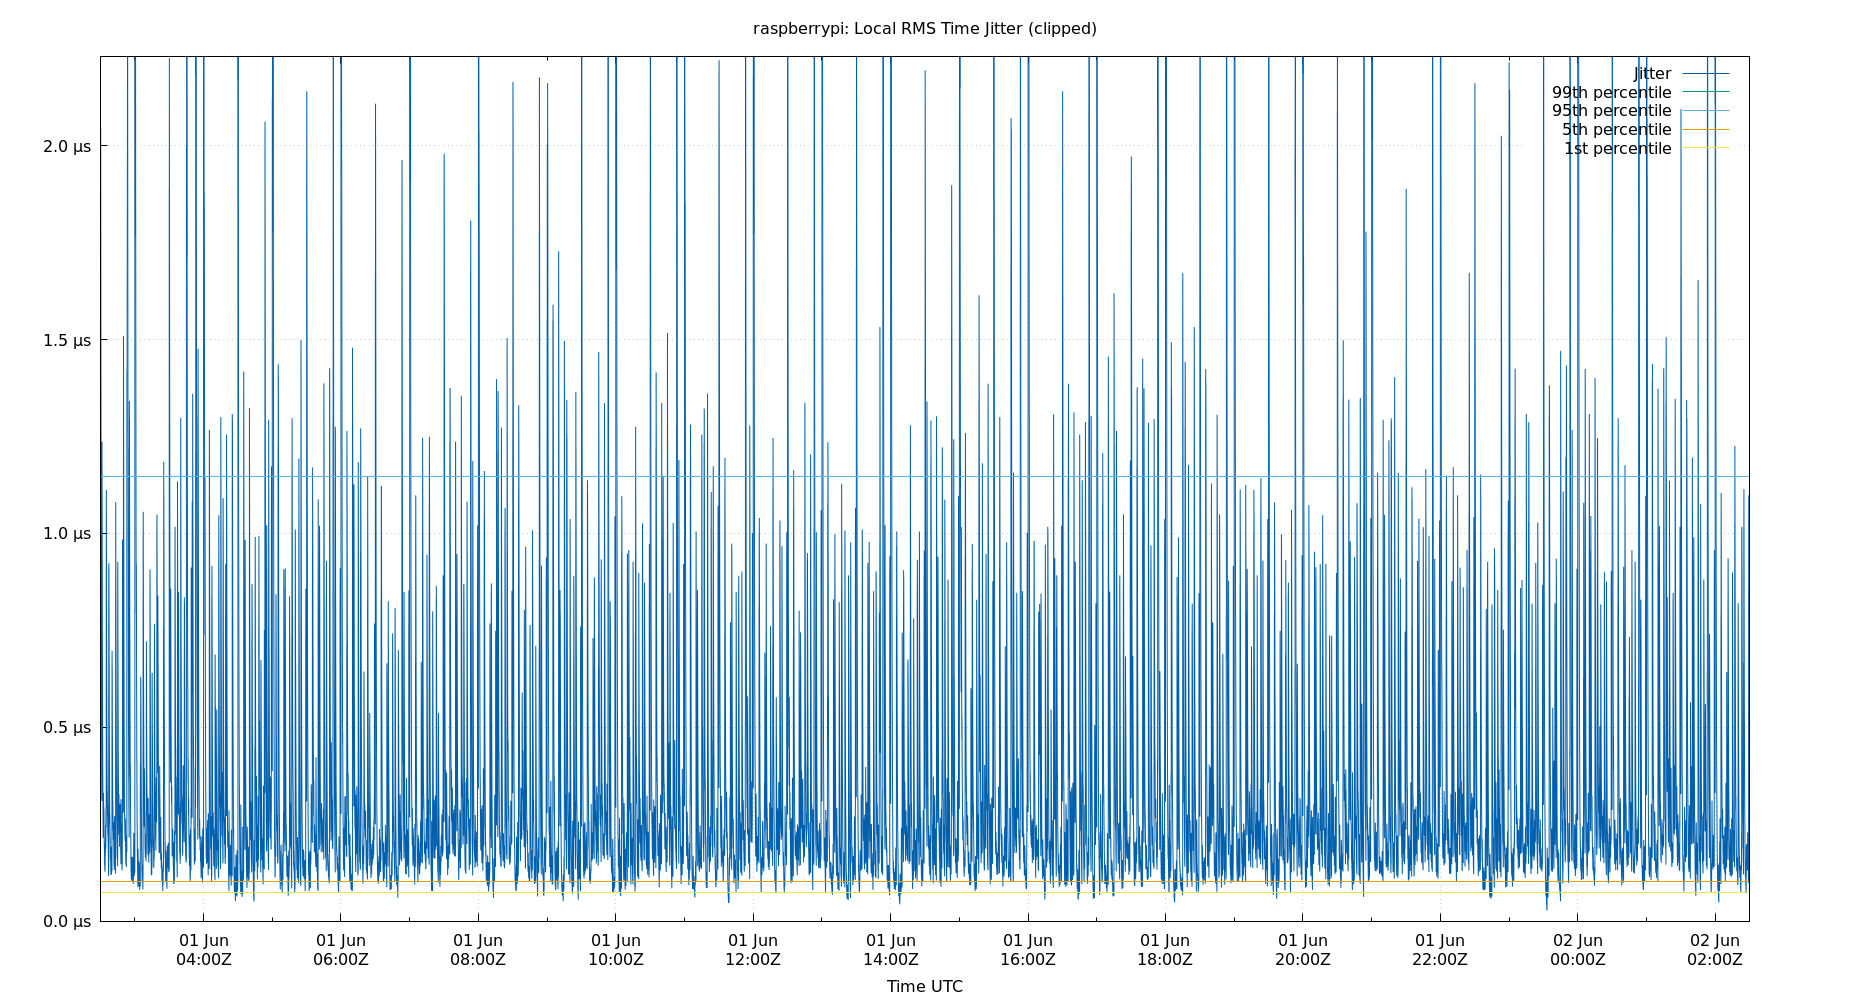 raspberrypi: Local RMS Time Jitter (clipped)
Jitter
99th percentile
95th percentile
5th percentile
1st percentile
2.0 µs
1.5 µs
1.0 µs
0.5 µs
0.0 µs
01 Jun 01 Jun 01 Jun 01 Jun 01 Jun 01 Jun 01 Jun 01 Jun 01 Jun 01 Jun 02 Jun 02 Jun
04:00Z 06:00Z 08:00Z 10:00Z 12:00Z 14:00Z 16:00Z 18:00Z 20:00Z 22:00Z 00:00Z 02:00Z
Time UTC